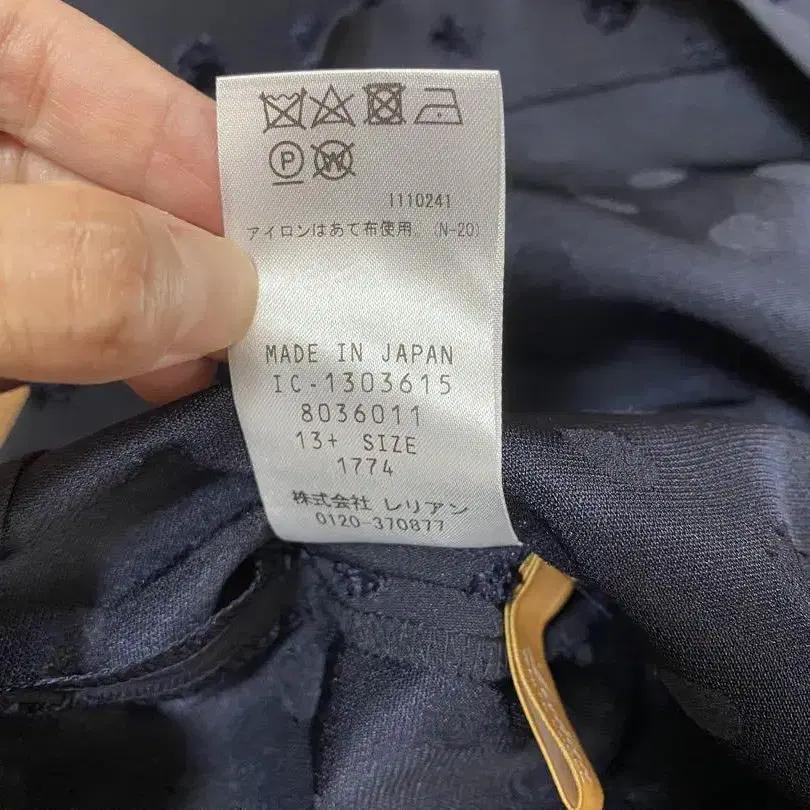 P W
1110241
アイロンはあて布使用。(N-20)
MADE IN JAPAN
IC-1303615
8036011
13+ SIZE
1774
株式会社 レリアン
0120-370877